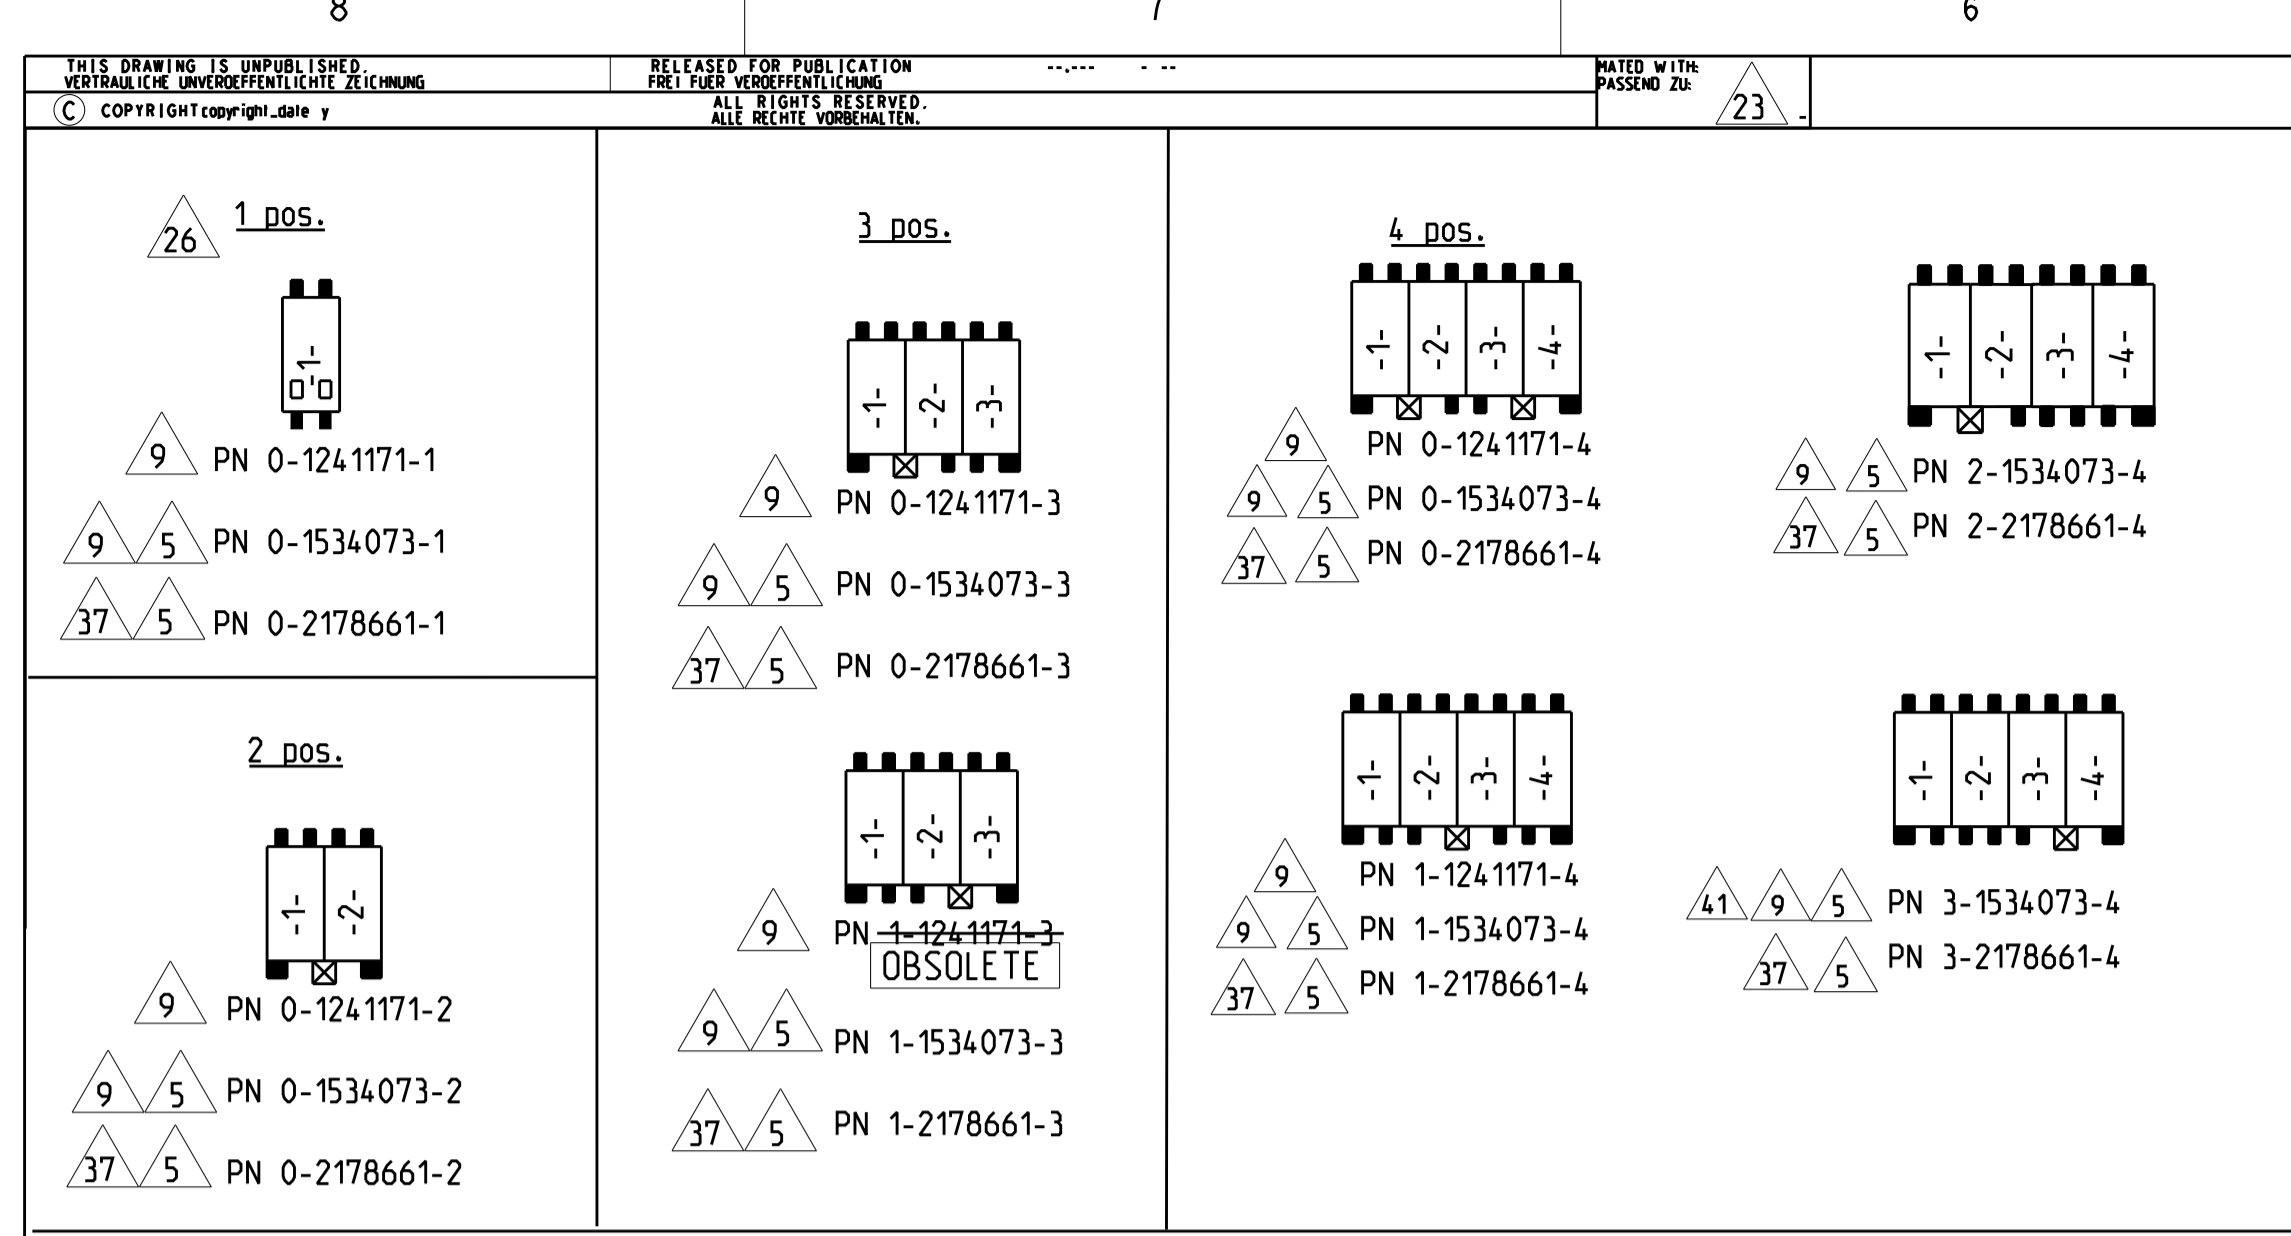 8 7 6
THIS DRAWING IS UNPUBLISHED.
VERTRAULICHE UNVEROEFFENTLICHTE ZEICHNUNG
RELEASED FOR PUBLICATION --.--- - --
FREI FUER VEROEFFENTLICHUNG
© COPYRIGHT copyright_date y
ALL RIGHTS RESERVED.
ALLE RECHTE VORBEHALTEN.
MATED WITH:
PASSEND ZU:
23 -
26 1 pos.
-1-
9 PN 0-1241171-1
9 5 PN 0-1534073-1
37 5 PN 0-2178661-1
2 pos.
-1- -2-
9 PN 0-1241171-2
9 5 PN 0-1534073-2
37 5 PN 0-2178661-2
3 pos.
-1- -2- -3-
9 PN 0-1241171-3
9 5 PN 0-1534073-3
37 5 PN 0-2178661-3
-1- -2- -3-
9 PN 1-1241171-3
OBSOLETE
9 5 PN 1-1534073-3
37 5 PN 1-2178661-3
4 pos.
-1- -2- -3- -4-
9 PN 0-1241171-4
9 5 PN 0-1534073-4
37 5 PN 0-2178661-4
-1- -2- -3- -4-
9 5 PN 2-1534073-4
37 5 PN 2-2178661-4
-1- -2- -3- -4-
9 PN 1-1241171-4
9 5 PN 1-1534073-4
37 5 PN 1-2178661-4
-1- -2- -3- -4-
41 9 5 PN 3-1534073-4
37 5 PN 3-2178661-4